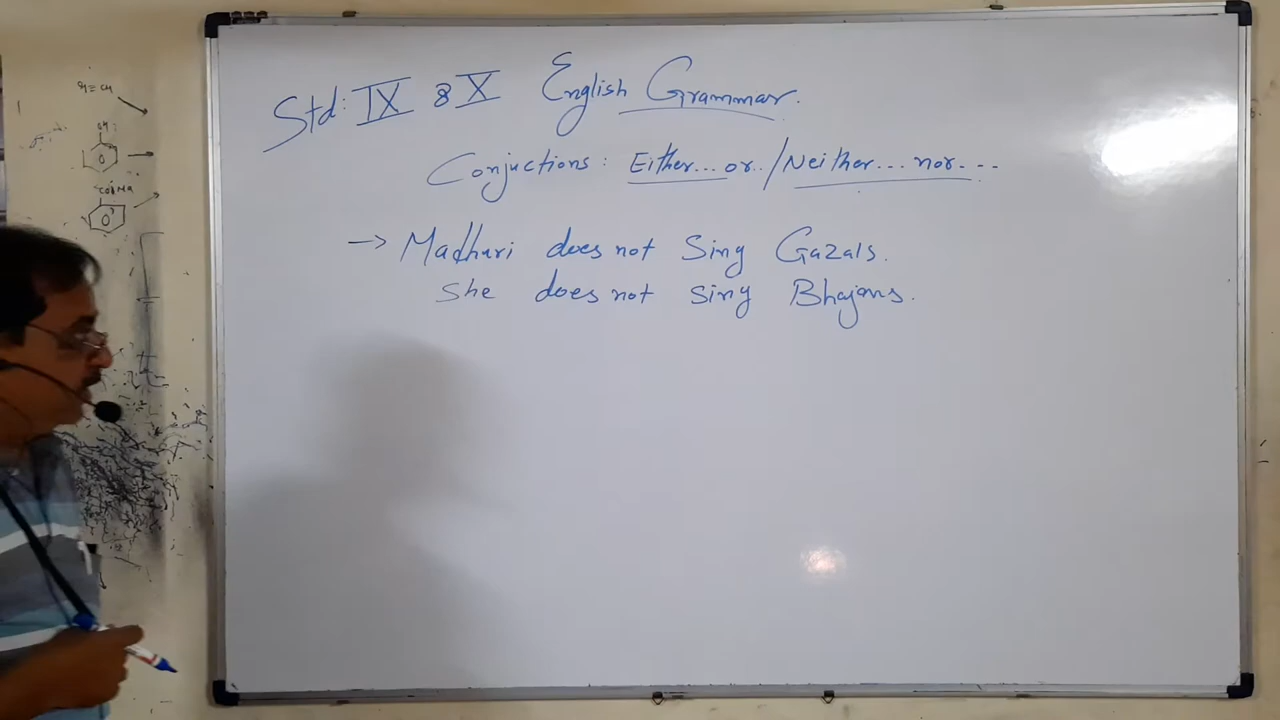 Std: IX & X English Grammar.
Conjuctions: Either...or../Neither...nor...
→ Madhuri does not Sing Gazals.
She does not sing Bhajans.